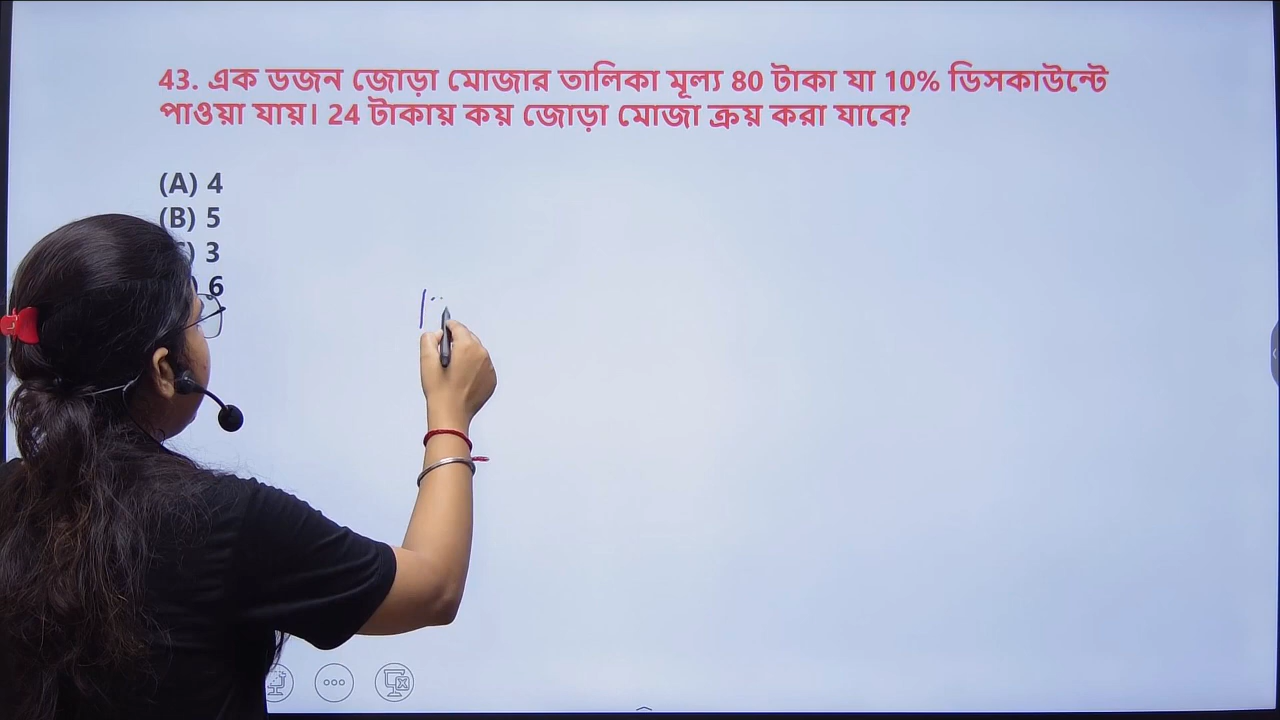 43. এক ডজন জোড়া মোজার তালিকা মূল্য 80 টাকা যা 10% ডিসকাউন্টে
পাওয়া যায়। 24 টাকায় কয় জোড়া মোজা ক্রয় করা যাবে?
(A) 4
(B) 5
) 3
) 6